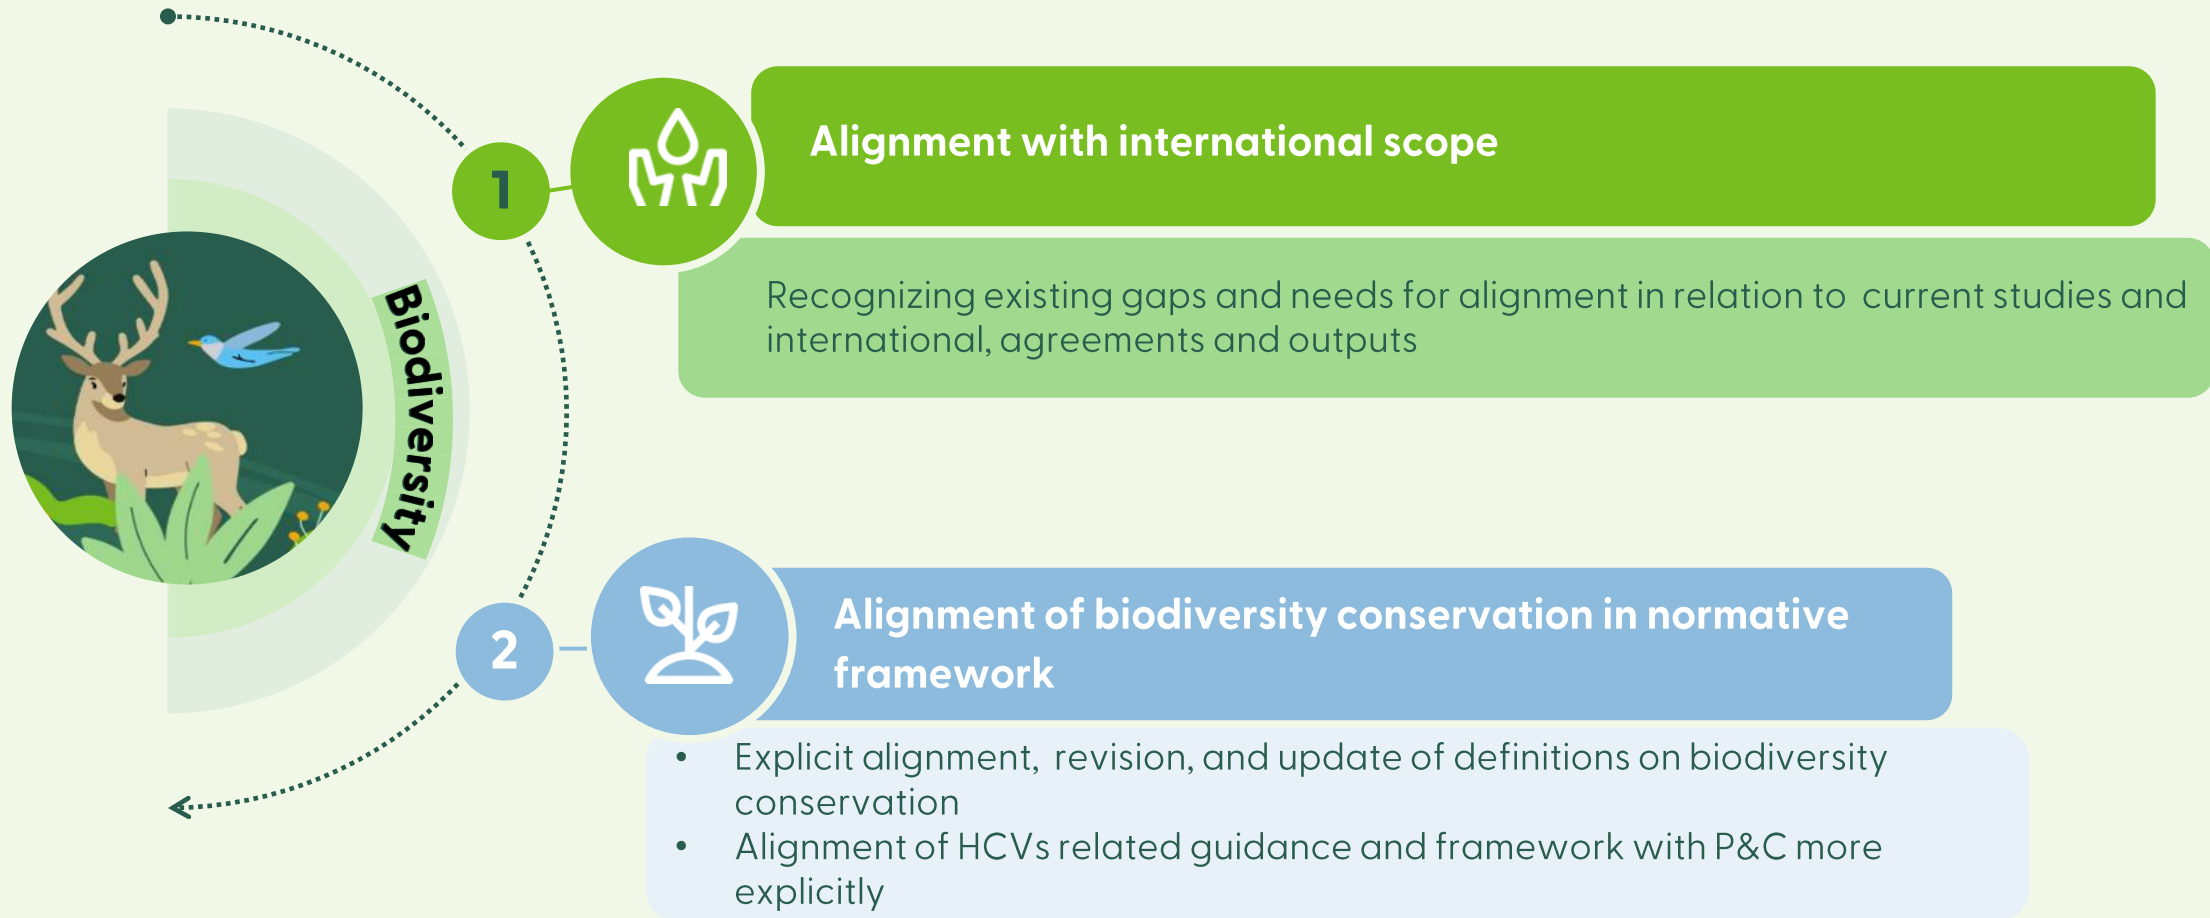 Biodiversity
1
Alignment with international scope
Recognizing existing gaps and needs for alignment in relation to  current studies and
international, agreements and outputs
2
Alignment of biodiversity conservation in normative
framework
• Explicit alignment,  revision, and update of definitions on biodiversity
conservation
• Alignment of HCVs related guidance and framework with P&C more
explicitly